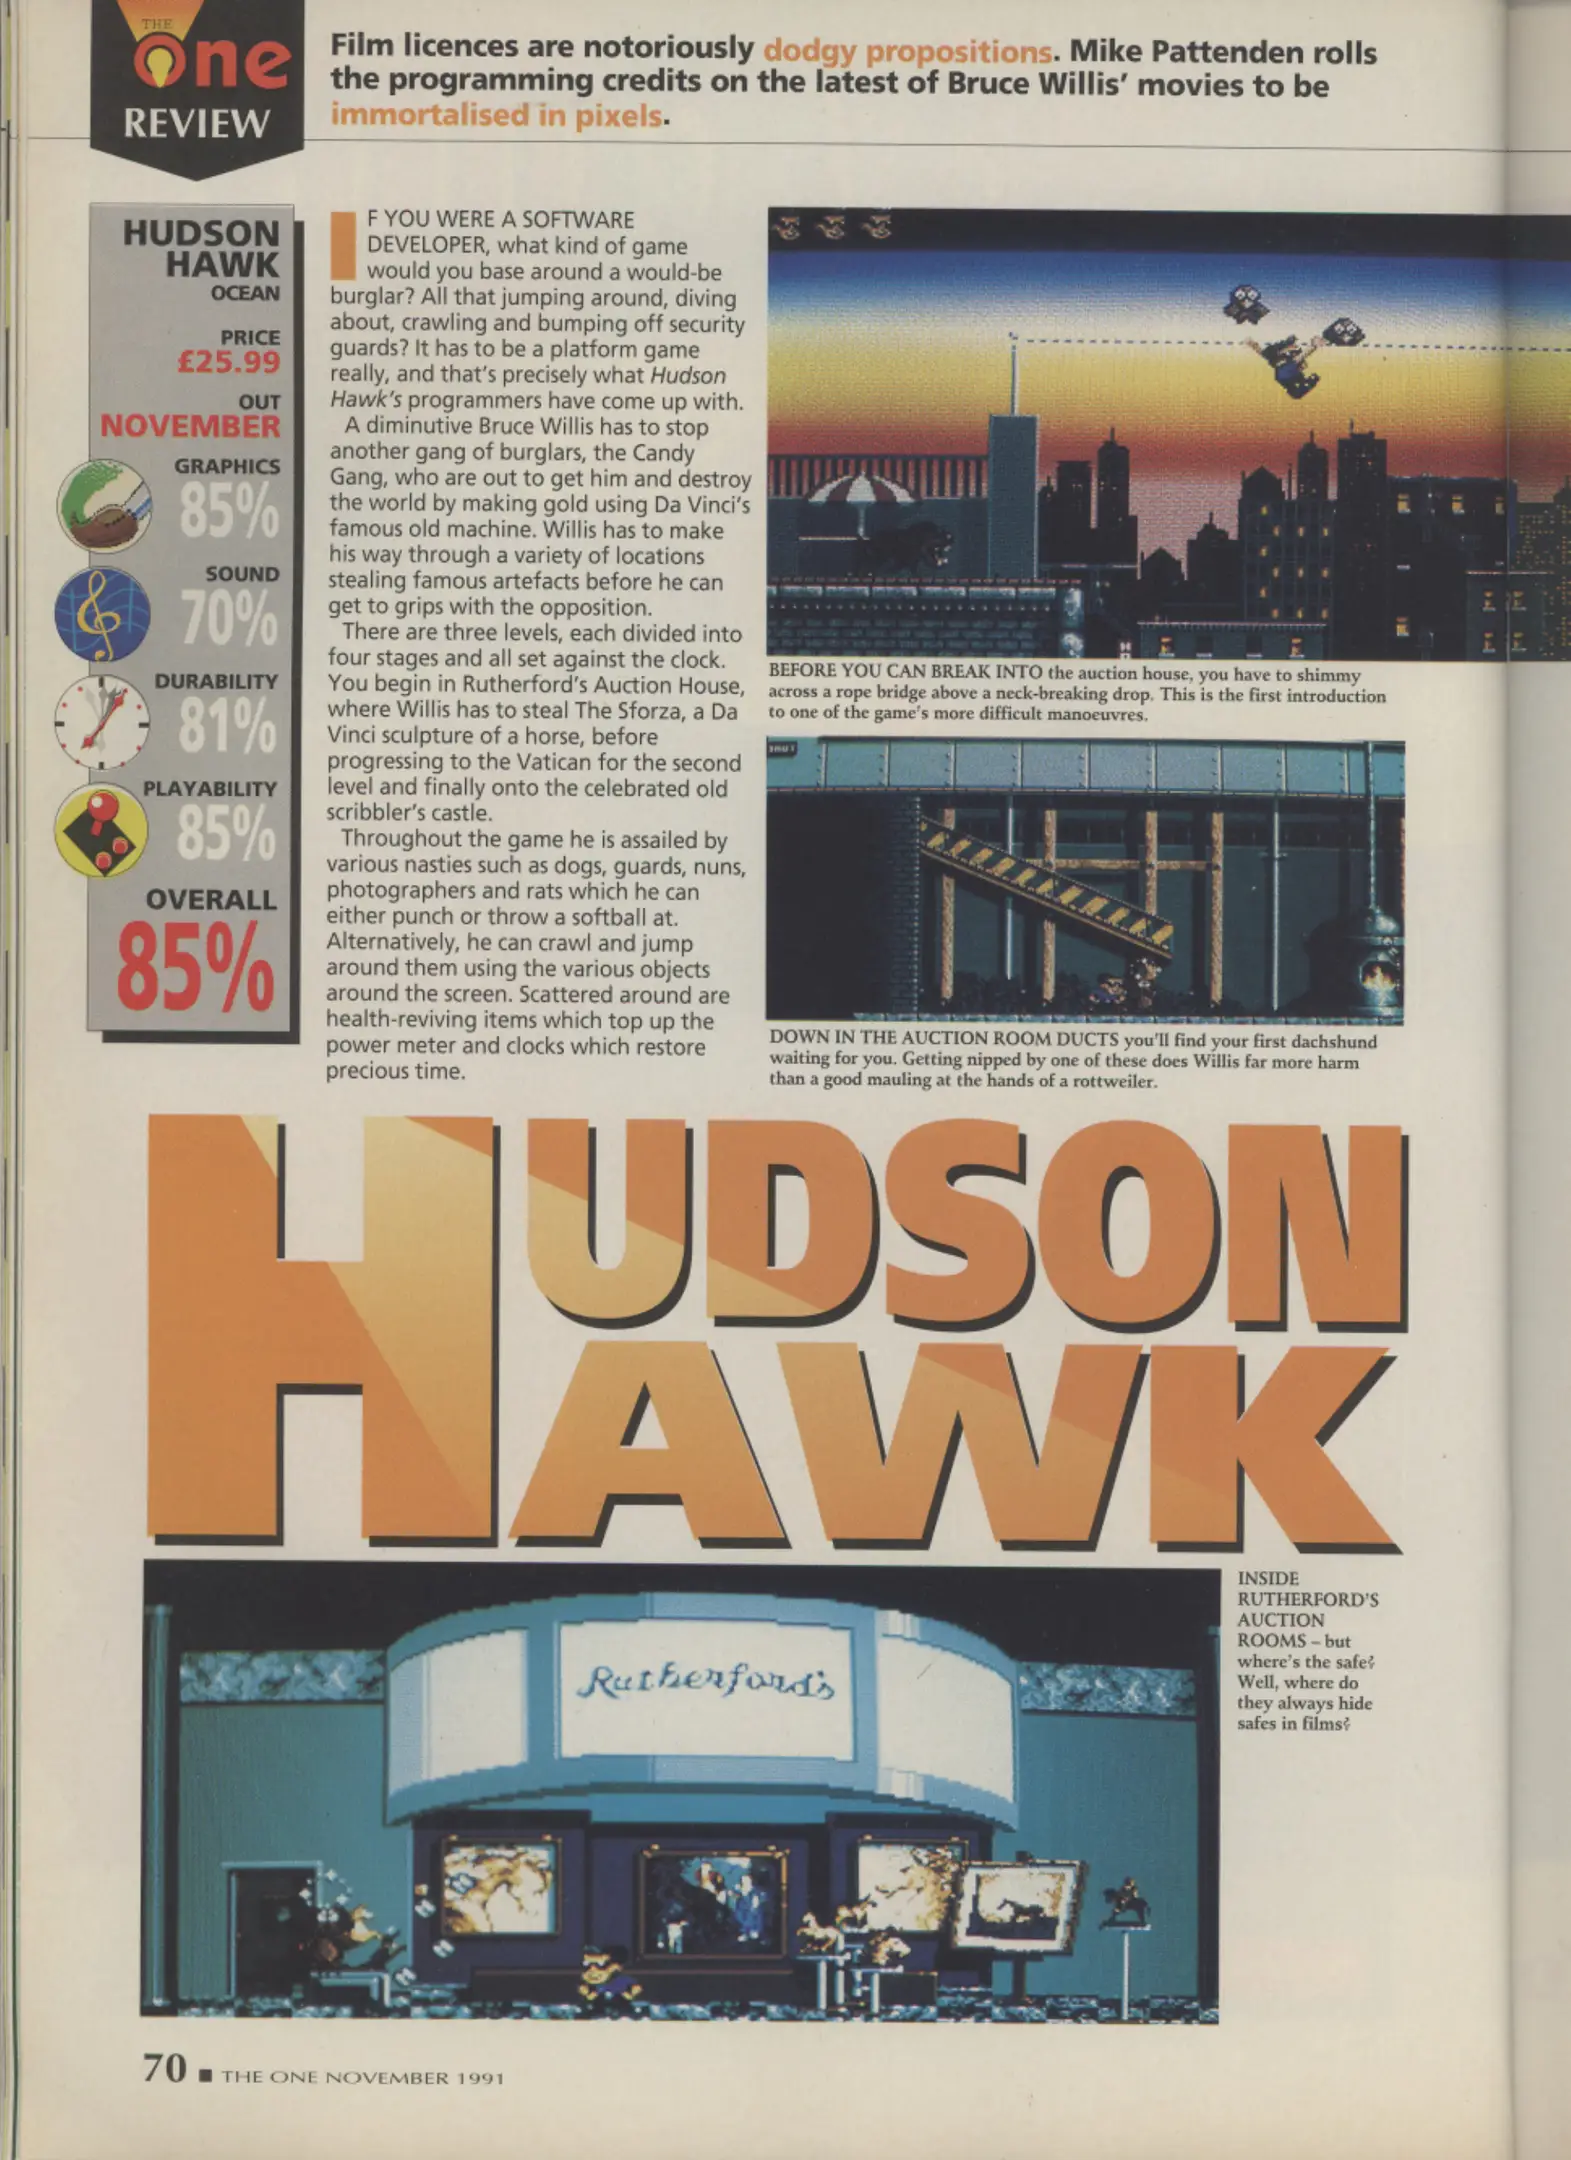 THE
One
REVIEW
Film licences are notoriously dodgy propositions. Mike Pattenden rolls
the programming credits on the latest of Bruce Willis' movies to be
immortalised in pixels.
HUDSON
HAWK
OCEAN
PRICE
£25.99
OUT
NOVEMBER
GRAPHICS
85%
SOUND
70%
DURABILITY
81%
PLAYABILITY
85%
OVERALL
85%
IF YOU WERE A SOFTWARE
DEVELOPER, what kind of game
would you base around a would-be
burglar? All that jumping around, diving
about, crawling and bumping off security
guards? It has to be a platform game
really, and that's precisely what Hudson
Hawk's programmers have come up with.
A diminutive Bruce Willis has to stop
another gang of burglars, the Candy
Gang, who are out to get him and destroy
the world by making gold using Da Vinci's
famous old machine. Willis has to make
his way through a variety of locations
stealing famous artefacts before he can
get to grips with the opposition.
There are three levels, each divided into
four stages and all set against the clock.
You begin in Rutherford's Auction House,
where Willis has to steal The Sforza, a Da
Vinci sculpture of a horse, before
progressing to the Vatican for the second
level and finally onto the celebrated old
scribbler's castle.
Throughout the game he is assailed by
various nasties such as dogs, guards, nuns,
photographers and rats which he can
either punch or throw a softball at.
Alternatively, he can crawl and jump
around them using the various objects
around the screen. Scattered around are
health-reviving items which top up the
power meter and clocks which restore
precious time.
BEFORE YOU CAN BREAK INTO the auction house, you have to shimmy
across a rope bridge above a neck-breaking drop. This is the first introduction
to one of the game's more difficult manoeuvres.
DOWN IN THE AUCTION ROOM DUCTS you'll find your first dachshund
waiting for you. Getting nipped by one of these does Willis far more harm
than a good mauling at the hands of a rottweiler.
HUDSON
HAWK
Rutherford's
INSIDE
RUTHERFORD'S
AUCTION
ROOMS – but
where's the safe?
Well, where do
they always hide
safes in films?
70 ■ THE ONE NOVEMBER 1991